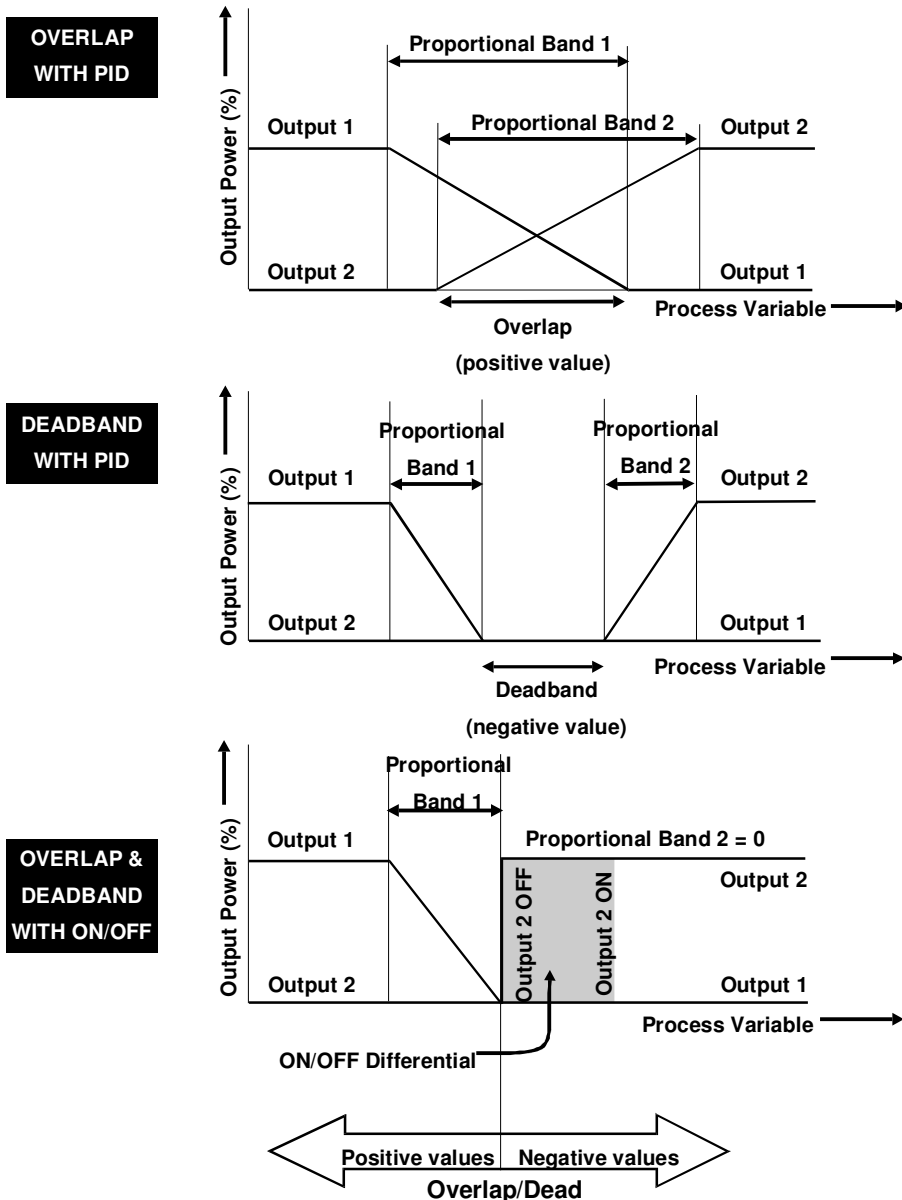 OVERLAP
WITH PID
Output Power (%)
Proportional Band 1
Output 1
Proportional Band 2
Output 2
Output 2
Output 1
Process Variable
Overlap
(positive value)
DEADBAND
WITH PID
Output Power (%)
Proportional
Band 1
Proportional
Band 2
Output 1
Output 2
Output 2
Output 1
Process Variable
Deadband
(negative value)
OVERLAP &
DEADBAND
WITH ON/OFF
Output Power (%)
Proportional
Band 1
Output 1
Proportional Band 2 = 0
Output 2
Output 2 OFF
Output 2 ON
Output 2
Output 1
Process Variable
ON/OFF Differential
Positive values
Negative values
Overlap/Dead